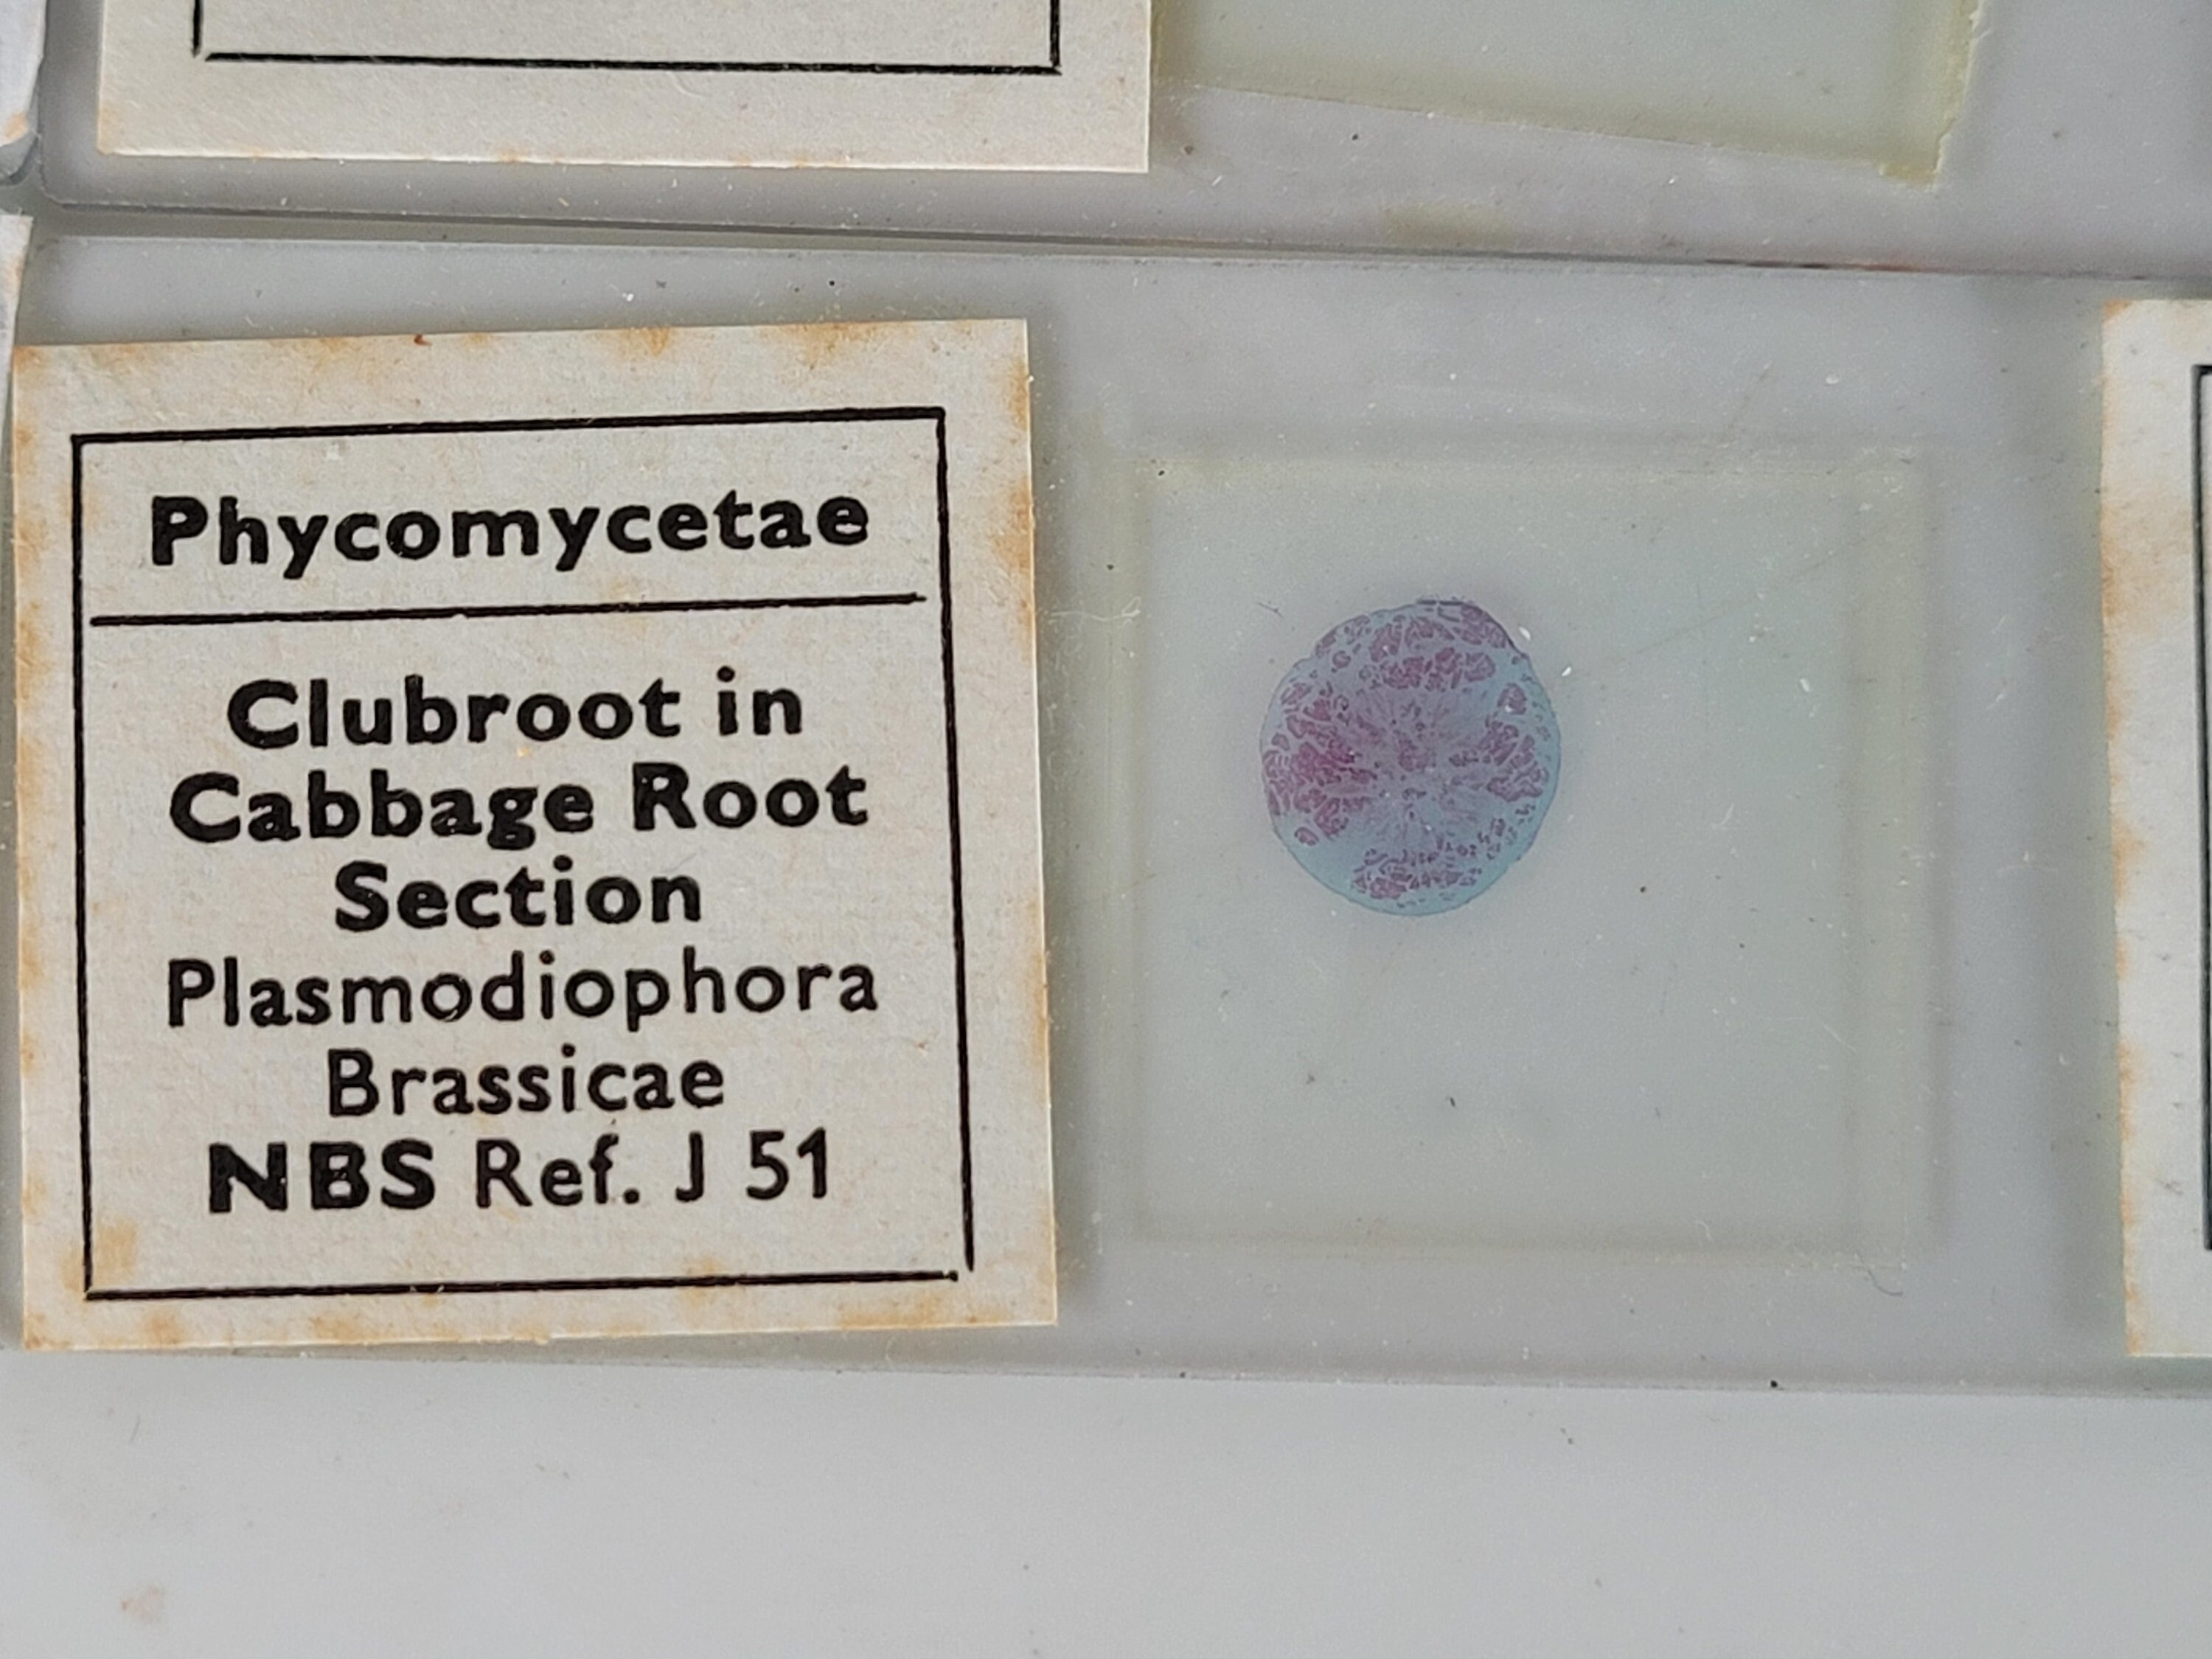 Phycomycetae
Clubroot in
Cabbage Root
Section
Plasmodiophora
Brassicae
NBS Ref. J 51